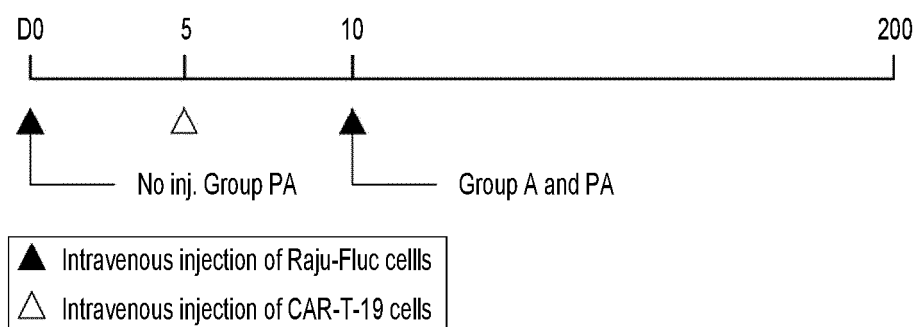 D0 5 10 200
No inj. Group PA Group A and PA
▲ Intravenous injection of Raju-Fluc cellls
△ Intravenous injection of CAR-T-19 cells